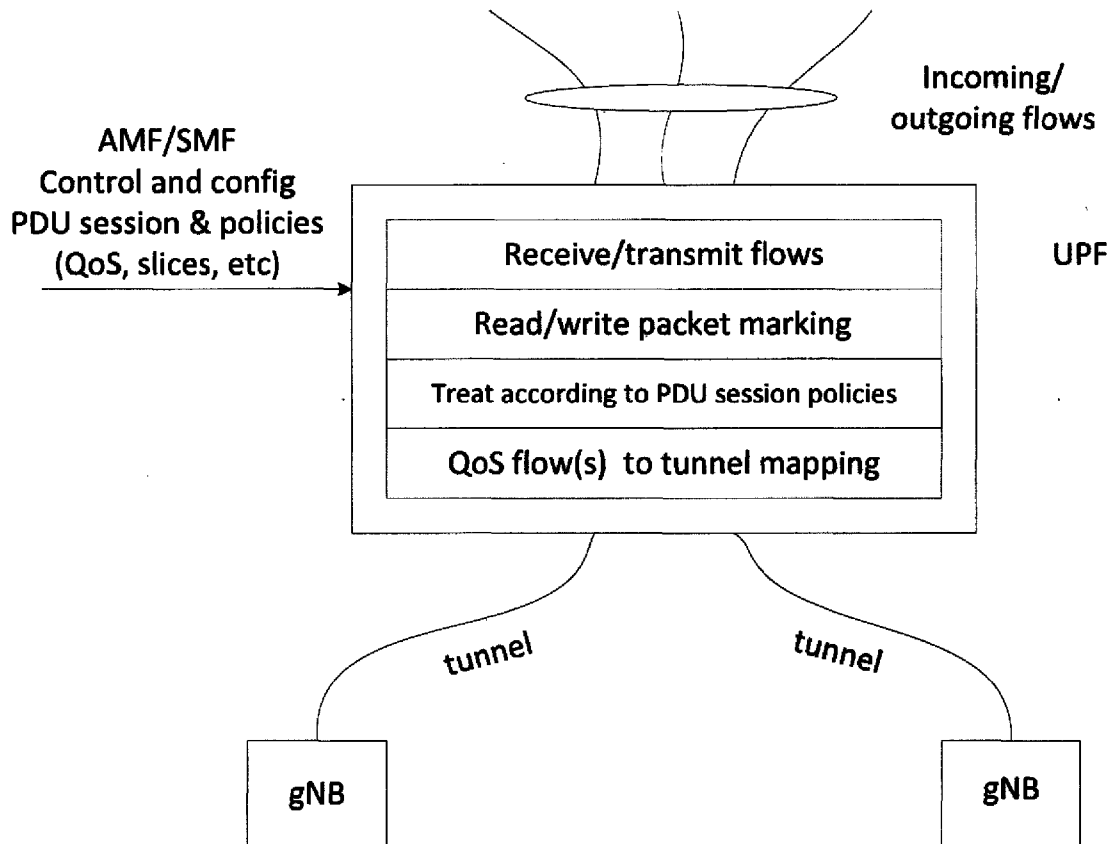 Incoming/
outgoing flows
AMF/SMF
Control and config
PDU session & policies
(QoS, slices, etc)
UPF
Receive/transmit flows
Read/write packet marking
Treat according to PDU session policies
QoS flow(s) to tunnel mapping
tunnel
tunnel
gNB
gNB